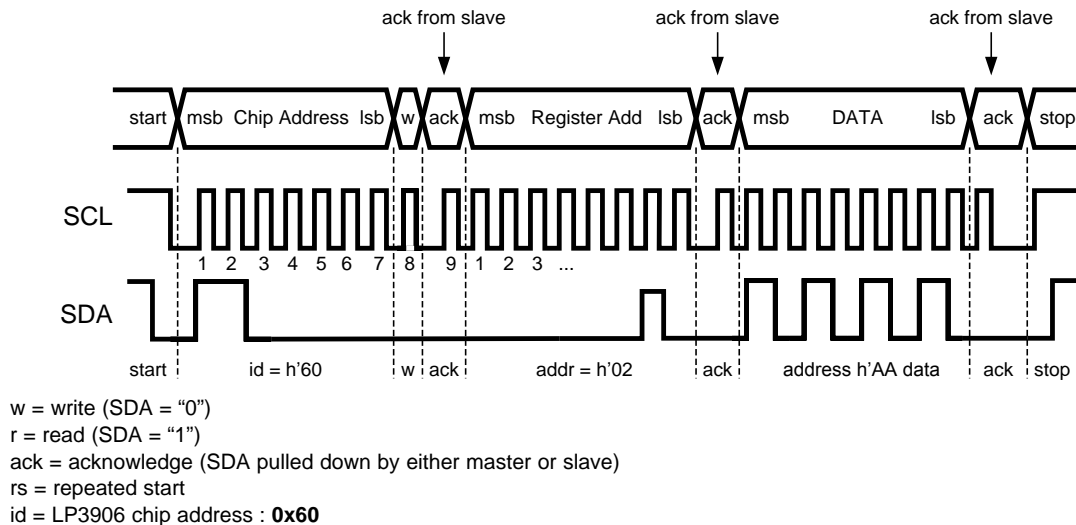 ack from slave ack from slave ack from slave
start msb Chip Address lsb w ack msb Register Add lsb ack msb DATA lsb ack stop
SCL
1 2 3 4 5 6 7 8 9 1 2 3 ...
SDA
start id = h’60 w ack addr = h’02 ack address h’AA data ack stop
w = write (SDA = “0”)
r = read (SDA = “1”)
ack = acknowledge (SDA pulled down by either master or slave)
rs = repeated start
id = LP3906 chip address : 0x60